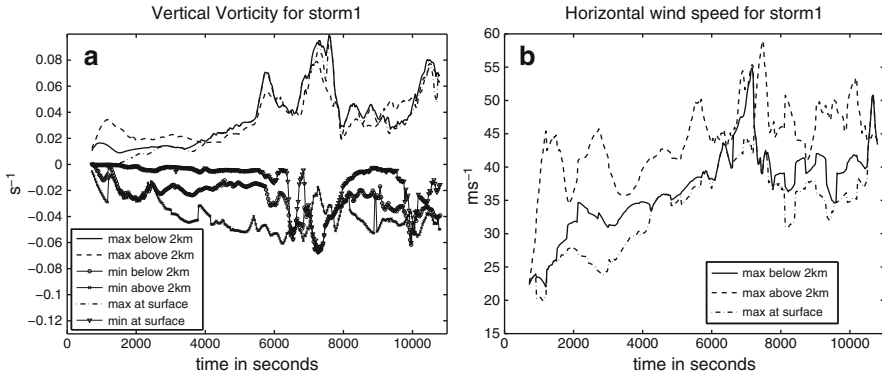 Vertical Vorticity for storm1
a
0.08
0.06
0.04
0.02
0
−0.02
−0.04
−0.06
−0.08
−0.1
−0.12
s⁻¹
max below 2km
max above 2km
min below 2km
min above 2km
max at surface
min at surface
0 2000 4000 6000 8000 10000
time in seconds
Horizontal wind speed for storm1
b
60
55
50
45
40
35
30
25
20
15
ms⁻¹
max below 2km
max above 2km
max at surface
0 2000 4000 6000 8000 10000
time in seconds